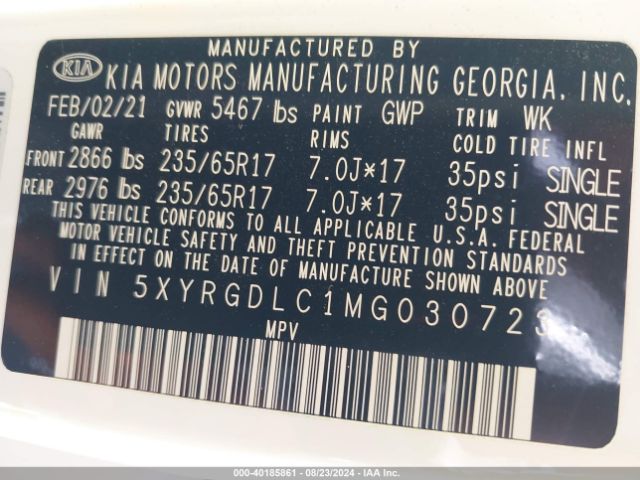 MANUFACTURED BY
KIA KIA MOTORS MANUFACTURING GEORGIA, INC.
FEB/02/21 GVWR 5467 lbs PAINT GWP TRIM WK
GAWR TIRES RIMS COLD TIRE INFL
FRONT 2866 lbs 235/65R17 7.0J*17 35psi SINGLE
REAR 2976 lbs 235/65R17 7.0J*17 35psi SINGLE
THIS VEHICLE CONFORMS TO ALL APPLICABLE U.S.A. FEDERAL
MOTOR VEHICLE SAFETY AND THEFT PREVENTION STANDARDS
IN EFFECT ON THE DATE OF MANUFACTURE SHOWN ABOVE
VIN 5XYRGDLC1MG030723
MPV
000-40185861 - 08/23/2024 - IAA Inc.